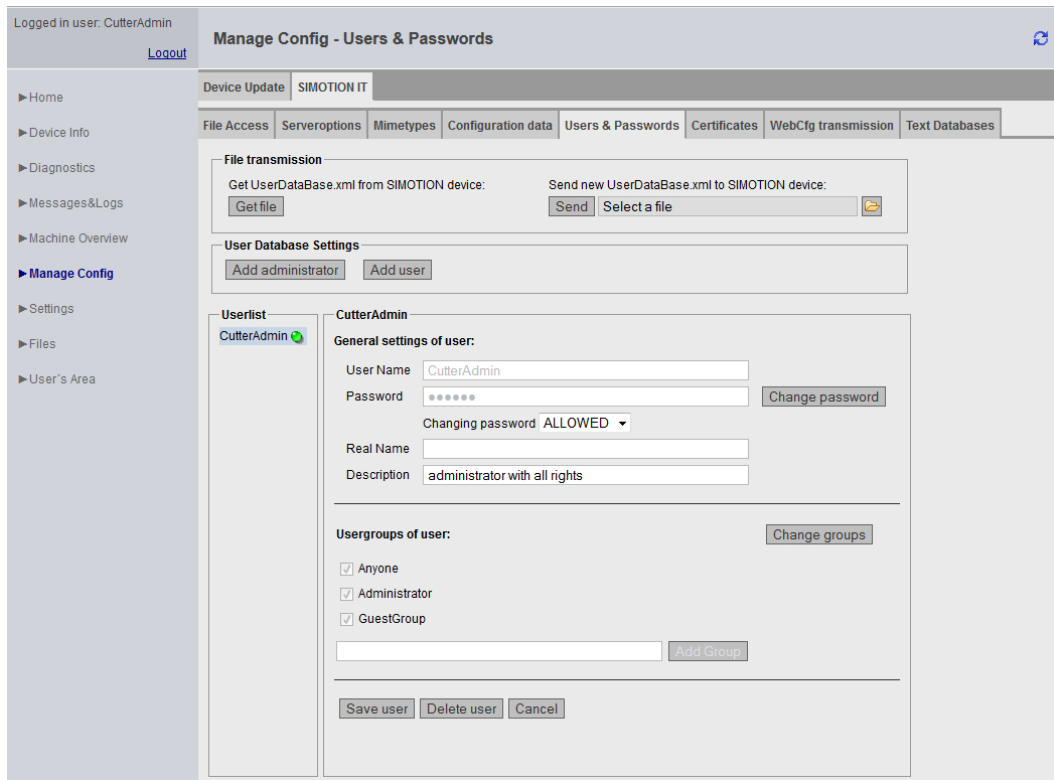 Logged in user: CutterAdmin
Logout
Manage Config - Users & Passwords
Home
Device Info
Diagnostics
Messages&Logs
Machine Overview
Manage Config
Settings
Files
User's Area
Device Update SIMOTION IT
File Access Serveroptions Mimetypes Configuration data Users & Passwords Certificates WebCfg transmission Text Databases
File transmission
Get UserDataBase.xml from SIMOTION device: Send new UserDataBase.xml to SIMOTION device:
Get file Send Select a file
User Database Settings
Add administrator Add user
Userlist
CutterAdmin
CutterAdmin
General settings of user:
User Name CutterAdmin
Password ●●●●●● Change password
Changing password ALLOWED
Real Name
Description administrator with all rights
Usergroups of user: Change groups
Anyone
Administrator
GuestGroup
Add Group
Save user Delete user Cancel